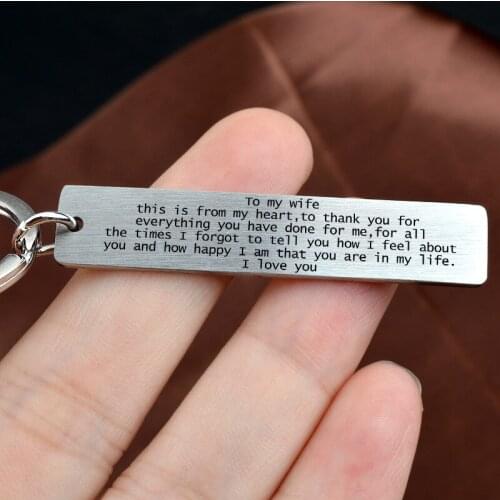 To my wife
this is from my heart,to thank you for
everything you have done for me,for all
the times I forgot to tell you how I feel about
you and how happy I am that you are in my life.
I love you